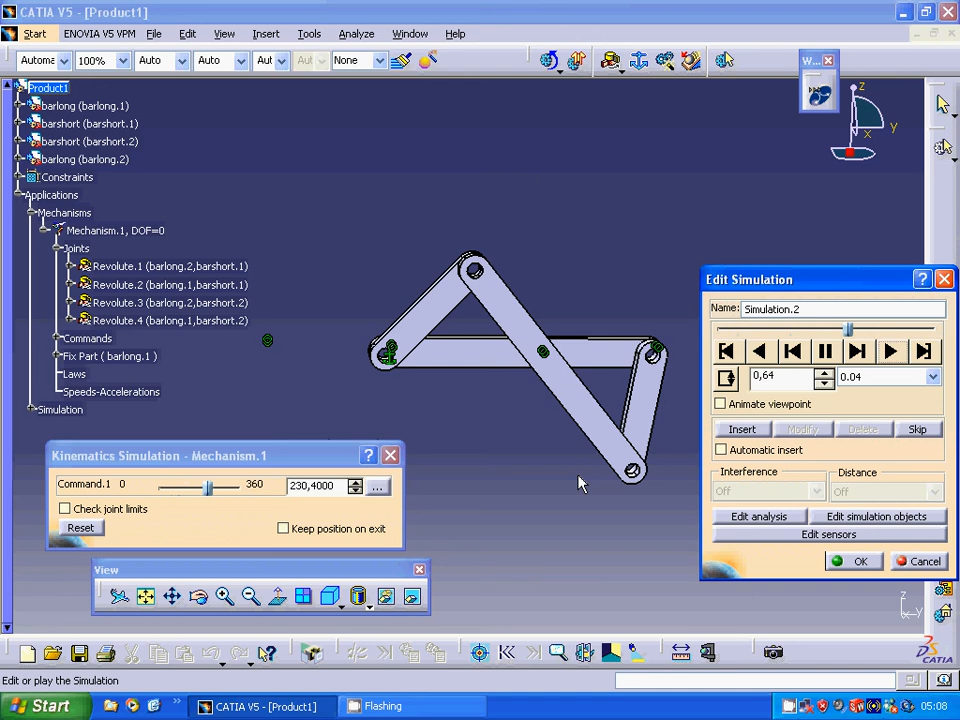 CATIA V5 - [Product1]
Start ENOVIA V5 VPM File Edit View Insert Tools Analyze Window Help
Automa 100% Auto Auto Aut Aut None
W...
Product1
barlong (barlong.1)
barshort (barshort.1)
barshort (barshort.2)
barlong (barlong.2)
Constraints
Applications
Mechanisms
Mechanism.1, DOF=0
Joints
Revolute.1 (barlong.2,barshort.1)
Revolute.2 (barlong.1,barshort.1)
Revolute.3 (barlong.2,barshort.2)
Revolute.4 (barlong.1,barshort.2)
Commands
Fix Part ( barlong.1 )
Laws
Speeds-Accelerations
Simulation
z
y
x
Edit Simulation
Name: Simulation.2
0,64 0.04
Animate viewpoint
Insert Modify Delete Skip
Automatic insert
Interference Distance
Off Off
Edit analysis Edit simulation objects
Edit sensors
OK Cancel
Kinematics Simulation - Mechanism.1
Command.1 0 360 230,4000 ...
Check joint limits
Reset Keep position on exit
View
z
x y
CATIA
Edit or play the Simulation
Start CATIA V5 - [Product1] Flashing 05:08